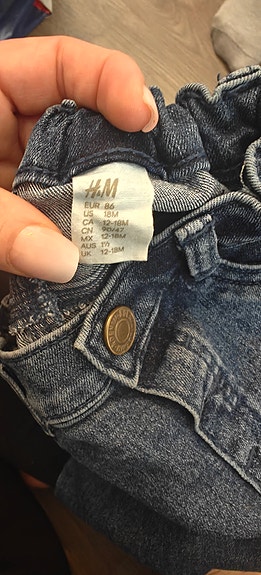 H&M
EUR 86
US 18M
CA 12-18M
CN 90/47
MX 12-18M
AUS 1½
UK 12-18M